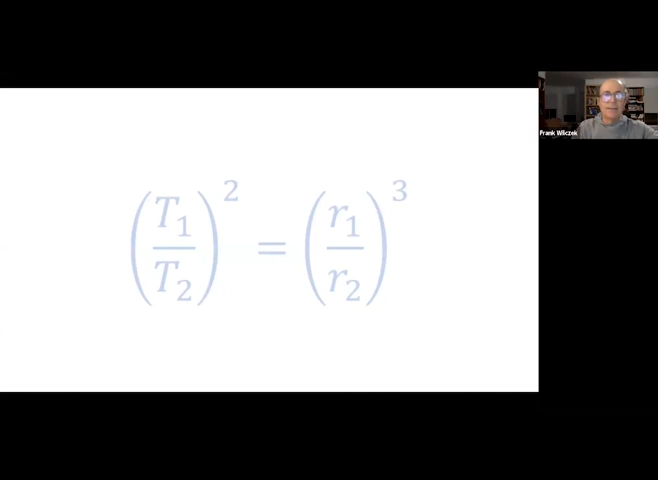 (T₁/T₂)² = (r₁/r₂)³
Frank Wilczek